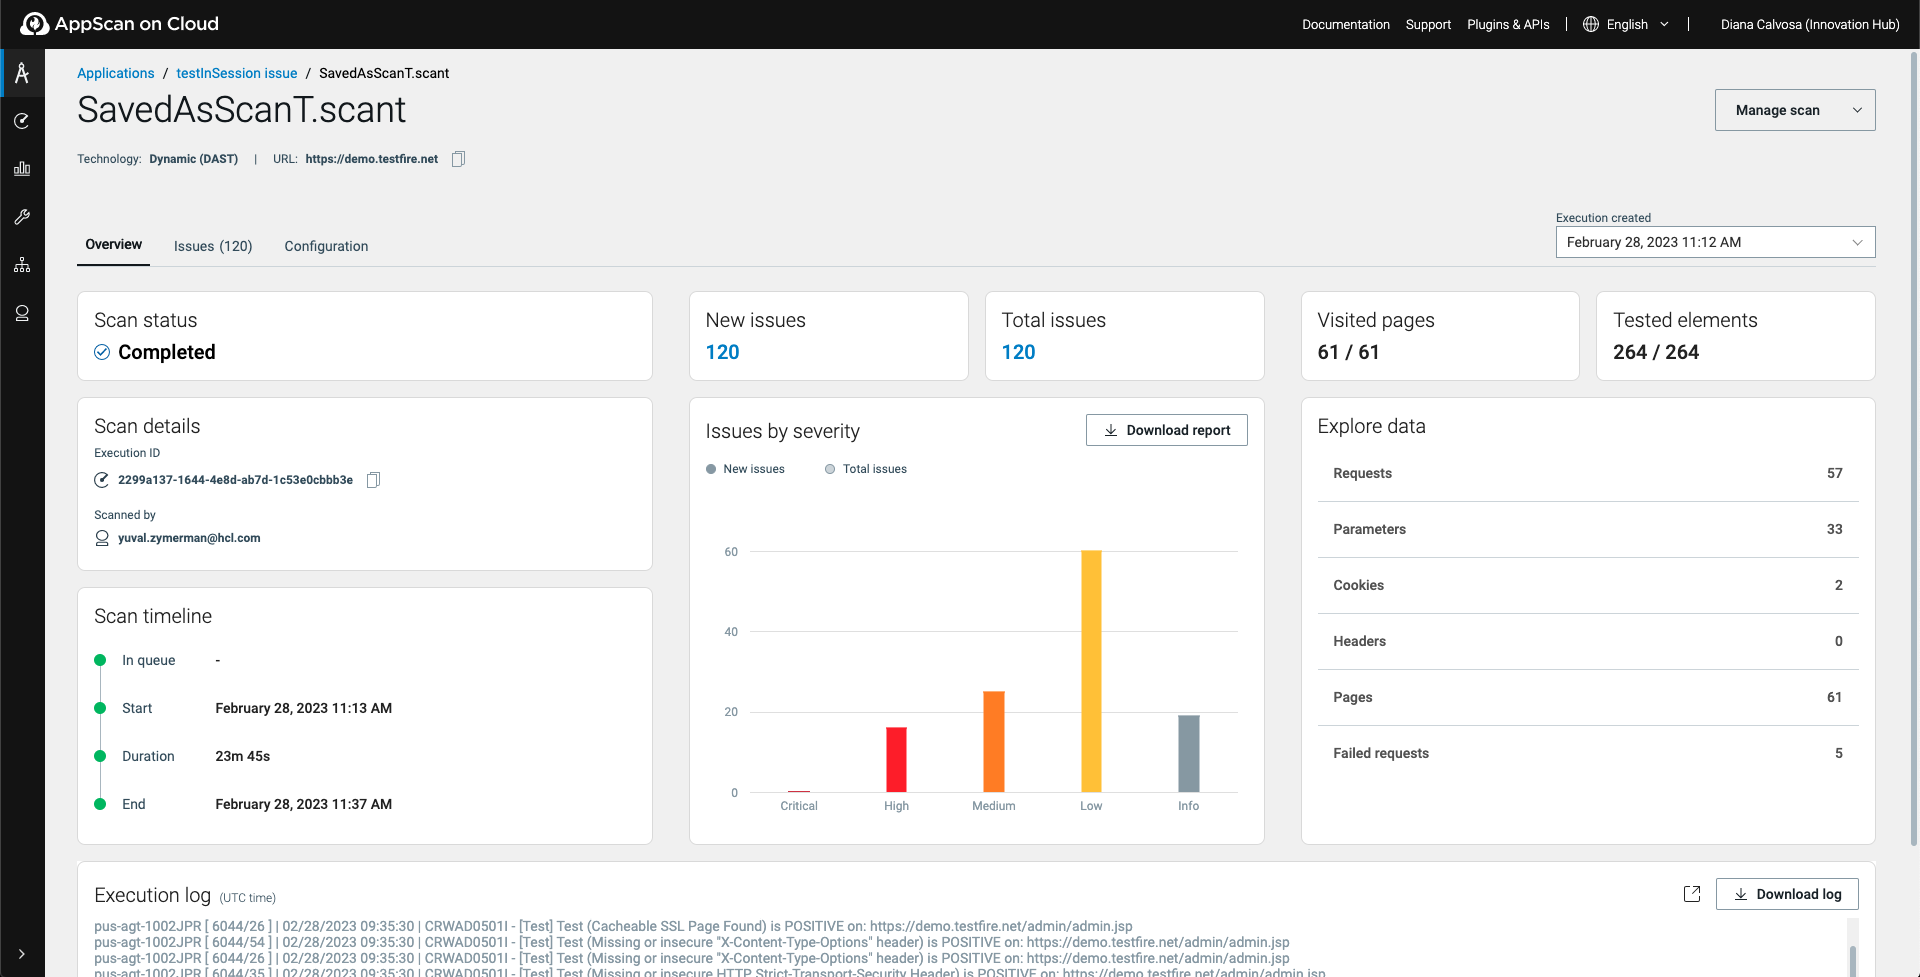 AppScan on Cloud
Documentation Support Plugins & APIs | English | Diana Calvosa (Innovation Hub)
Applications / testInSession issue / SavedAsScanT.scant
SavedAsScanT.scant
Manage scan
Technology: Dynamic (DAST) | URL: https://demo.testfire.net
Execution created
February 28, 2023 11:12 AM
Overview Issues (120) Configuration
Scan status
Completed
New issues
120
Total issues
120
Visited pages
61 / 61
Tested elements
264 / 264
Scan details
Execution ID
2299a137-1644-4e8d-ab7d-1c53e0cbbb3e
Scanned by
yuval.zymerman@hcl.com
Scan timeline
In queue -
Start February 28, 2023 11:13 AM
Duration 23m 45s
End February 28, 2023 11:37 AM
Issues by severity
Download report
New issues Total issues
60
40
20
0
Critical High Medium Low Info
Explore data
Requests 57
Parameters 33
Cookies 2
Headers 0
Pages 61
Failed requests 5
Execution log (UTC time)
Download log
pus-agt-1002JPR [ 6044/26 ] | 02/28/2023 09:35:30 | CRWAD0501I - [Test] Test (Cacheable SSL Page Found) is POSITIVE on: https://demo.testfire.net/admin/admin.jsp
pus-agt-1002JPR [ 6044/54 ] | 02/28/2023 09:35:30 | CRWAD0501I - [Test] Test (Missing or insecure "X-Content-Type-Options" header) is POSITIVE on: https://demo.testfire.net/admin/admin.jsp
pus-agt-1002JPR [ 6044/26 ] | 02/28/2023 09:35:30 | CRWAD0501I - [Test] Test (Missing or insecure "X-Content-Type-Options" header) is POSITIVE on: https://demo.testfire.net/admin/admin.jsp
pus-agt-1002JPR [ 6044/35 ] | 02/28/2023 09:35:30 | CRWAD0501I - [Test] Test (Missing or insecure HTTP Strict-Transport-Security Header) is POSITIVE on: https://demo.testfire.net/admin/admin.jsp